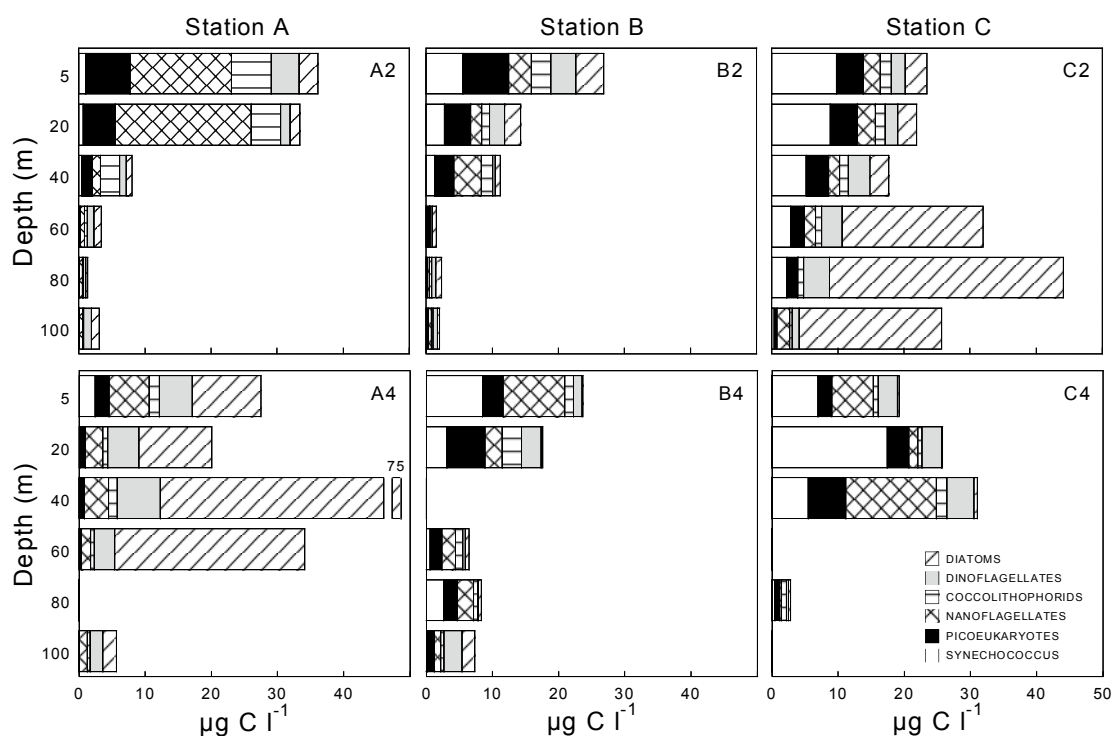 Station A
Station B
Station C
Depth (m)
5
20
40
60
80
100
A2
B2
C2
Depth (m)
5
20
40
60
80
100
A4
75
B4
C4
DIATOMS
DINOFLAGELLATES
COCCOLITHOPHORIDS
NANOFLAGELLATES
PICOEUKARYOTES
SYNECHOCOCCUS
0 10 20 30 40
0 10 20 30 40
0 10 20 30 40 50
µg C l⁻¹
µg C l⁻¹
µg C l⁻¹